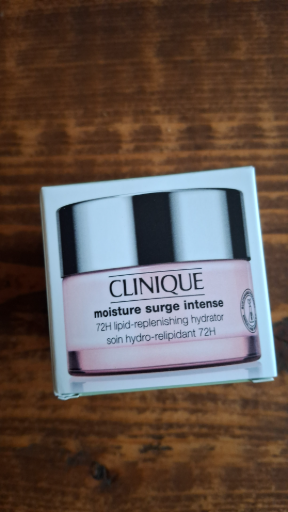 CLINIQUE
moisture surge intense
72H lipid-replenishing hydrator
soin hydro-relipidant 72H